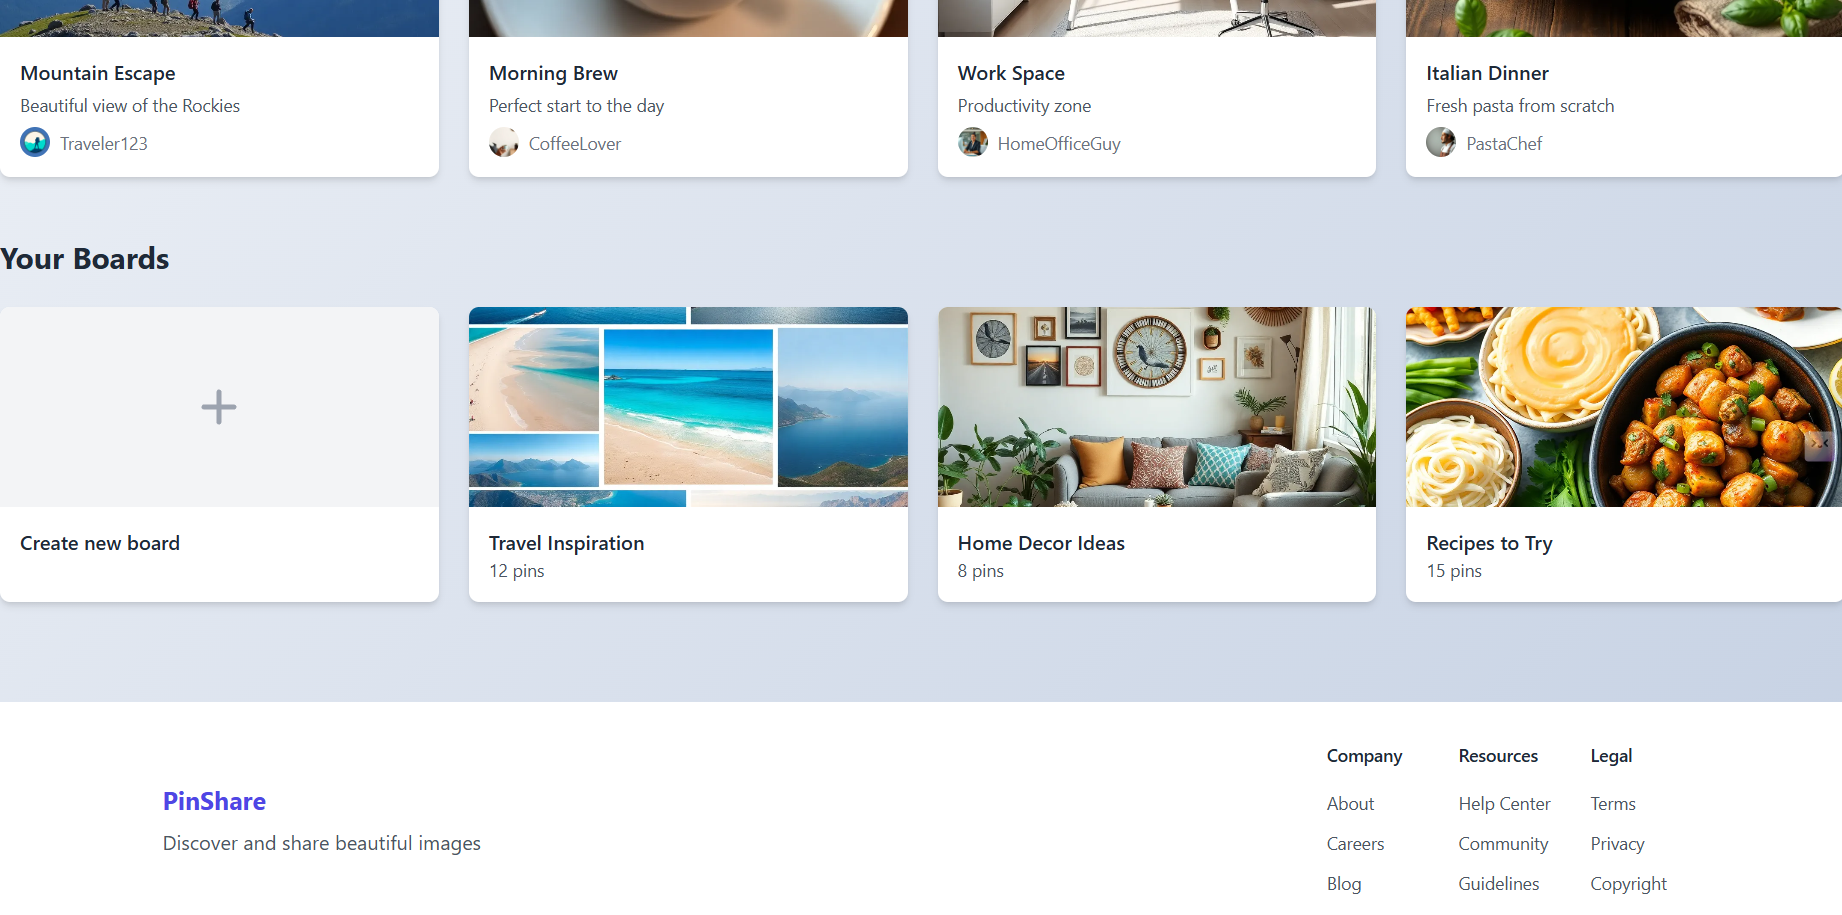 Mountain Escape
Beautiful view of the Rockies
Traveler123
Morning Brew
Perfect start to the day
CoffeeLover
Work Space
Productivity zone
HomeOfficeGuy
Italian Dinner
Fresh pasta from scratch
PastaChef
Your Boards
Create new board
Travel Inspiration
12 pins
Home Decor Ideas
8 pins
Recipes to Try
15 pins
PinShare
Discover and share beautiful images
Company
About
Careers
Blog
Resources
Help Center
Community
Guidelines
Legal
Terms
Privacy
Copyright